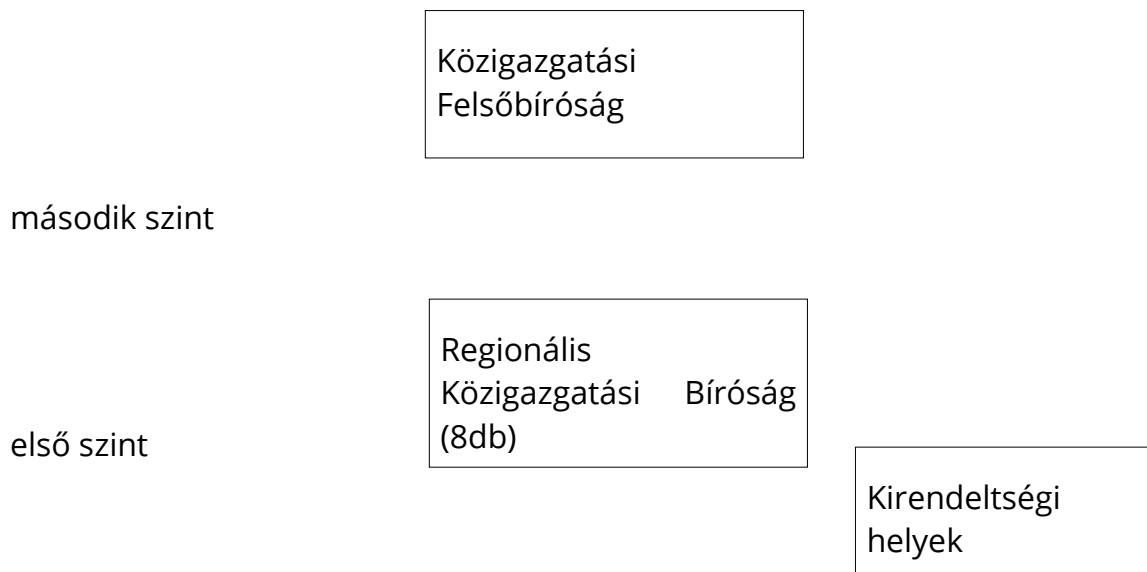 Közigazgatási
Felsőbíróság
második szint
Regionális
Közigazgatási Bíróság
(8db)
első szint
Kirendeltségi
helyek